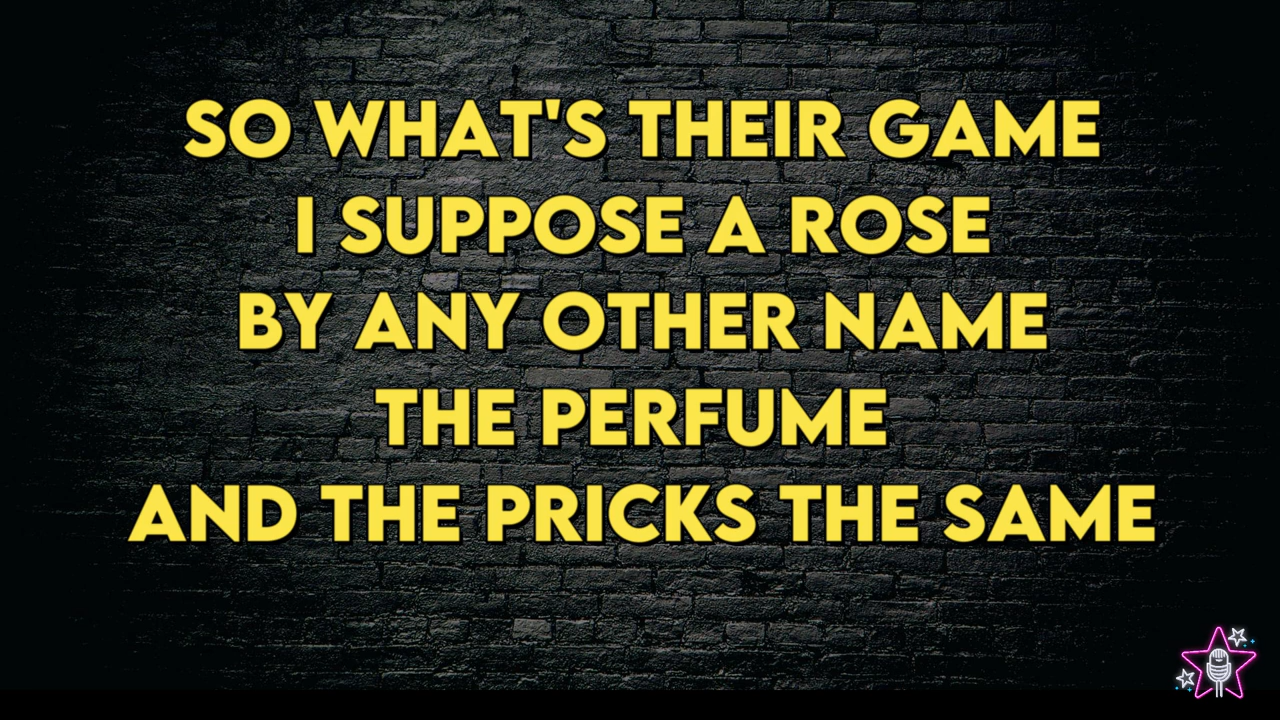 SO WHAT'S THEIR GAME
I SUPPOSE A ROSE
BY ANY OTHER NAME
THE PERFUME
AND THE PRICKS THE SAME